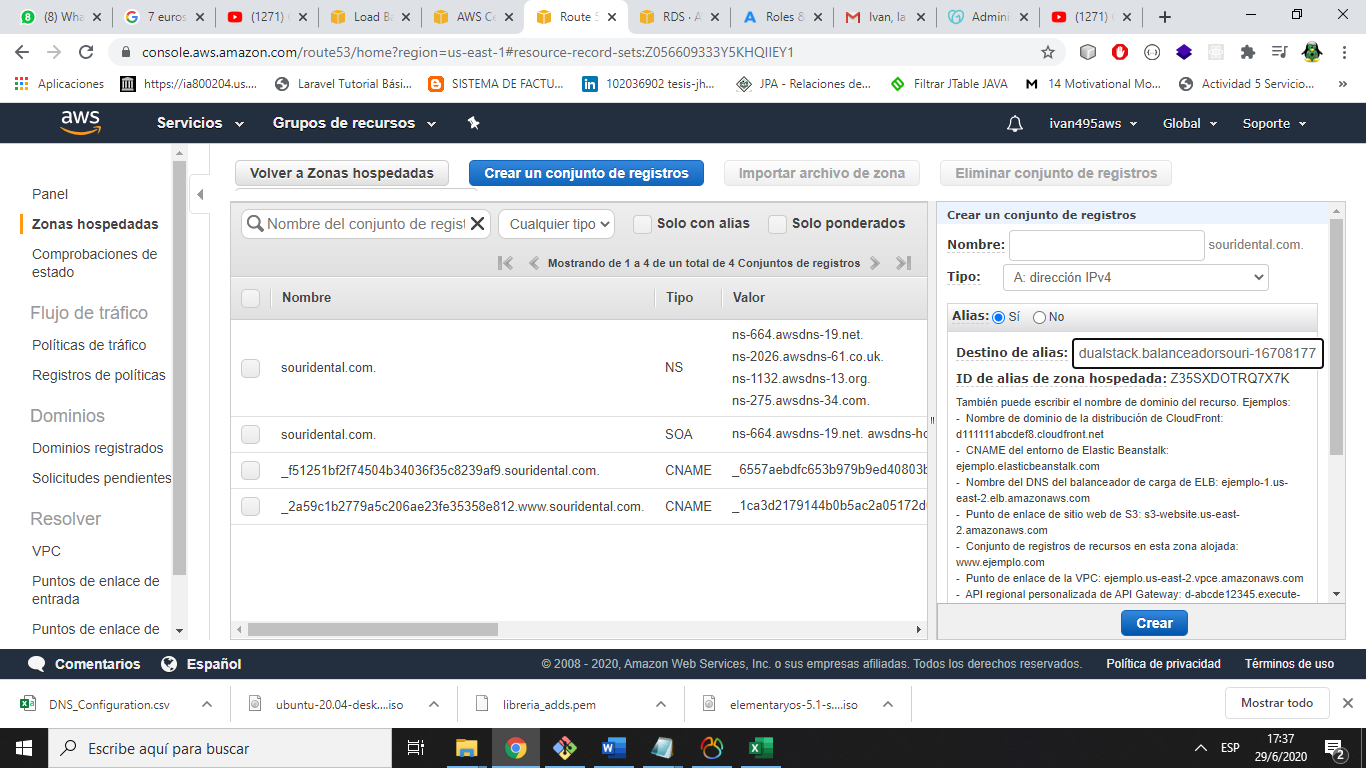 (8) Wha
7 euros
(1271) (
Load Ba
AWS Ce
Route 5
RDS · A
Roles &
Ivan, la
Admini
(1271) (
console.aws.amazon.com/route53/home?region=us-east-1#resource-record-sets:Z056609333Y5KHQIIEY1
Aplicaciones
https://ia800204.us....
Laravel Tutorial Bási...
SISTEMA DE FACTU...
102036902 tesis-jh...
JPA - Relaciones de...
Filtrar JTable JAVA
14 Motivational Mo...
Actividad 5 Servicio...
aws
Servicios
Grupos de recursos
ivan495aws
Global
Soporte
Panel
Zonas hospedadas
Comprobaciones de
estado
Flujo de tráfico
Políticas de tráfico
Registros de políticas
Dominios
Dominios registrados
Solicitudes pendientes
Resolver
VPC
Puntos de enlace de
entrada
Puntos de enlace de
Volver a Zonas hospedadas
Crear un conjunto de registros
Importar archivo de zona
Eliminar conjunto de registros
Nombre del conjunto de regist
Cualquier tipo
Solo con alias
Solo ponderados
Mostrando de 1 a 4 de un total de 4 Conjuntos de registros
Nombre
Tipo
Valor
souridental.com.
NS
ns-664.awsdns-19.net.
ns-2026.awsdns-61.co.uk.
ns-1132.awsdns-13.org.
ns-275.awsdns-34.com.
souridental.com.
SOA
ns-664.awsdns-19.net. awsdns-ho
_f51251bf2f74504b34036f35c8239af9.souridental.com.
CNAME
_6557aebdfc653b979b9ed40803b
_2a59c1b2779a5c206ae23fe35358e812.www.souridental.com.
CNAME
_1ca3d2179144b0b5ac2a05172d
Crear un conjunto de registros
Nombre:
souridental.com.
Tipo:
A: dirección IPv4
Alias:
Sí
No
Destino de alias:
dualstack.balanceadorsouri-16708177
ID de alias de zona hospedada: Z35SXDOTRQ7X7K
También puede escribir el nombre de dominio del recurso. Ejemplos:
- Nombre de dominio de la distribución de CloudFront:
d111111abcdef8.cloudfront.net
- CNAME del entorno de Elastic Beanstalk:
ejemplo.elasticbeanstalk.com
- Nombre del DNS del balanceador de carga de ELB: ejemplo-1.us-
east-2.elb.amazonaws.com
- Punto de enlace de sitio web de S3: s3-website.us-east-
2.amazonaws.com
- Conjunto de registros de recursos en esta zona alojada:
www.ejemplo.com
- Punto de enlace de la VPC: ejemplo.us-east-2.vpce.amazonaws.com
- API regional personalizada de API Gateway: d-abcde12345.execute-
Crear
Comentarios
Español
© 2008 - 2020, Amazon Web Services, Inc. o sus empresas afiliadas. Todos los derechos reservados.
Política de privacidad
Términos de uso
DNS_Configuration.csv
ubuntu-20.04-desk....iso
libreria_adds.pem
elementaryos-5.1-s....iso
Mostrar todo
Escribe aquí para buscar
ESP
17:37
29/6/2020
2